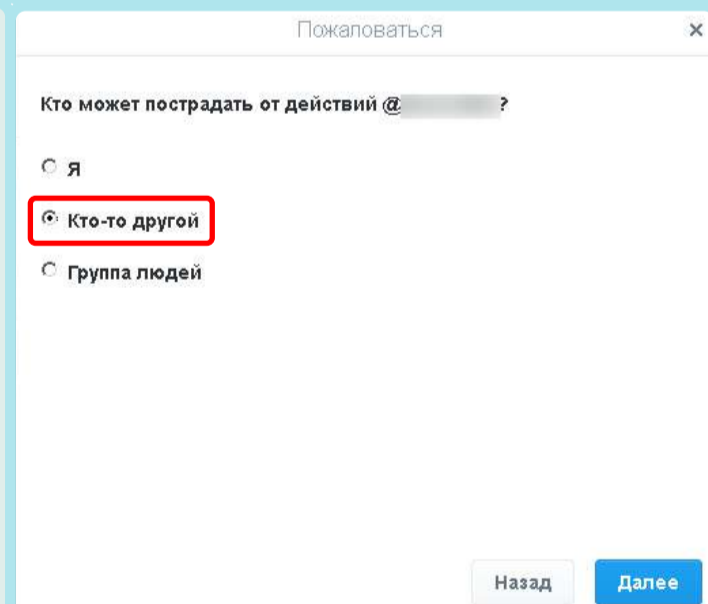 Пожаловаться ×
Кто может пострадать от действий @ ?
Я
Кто-то другой
Группа людей
Назад Далее